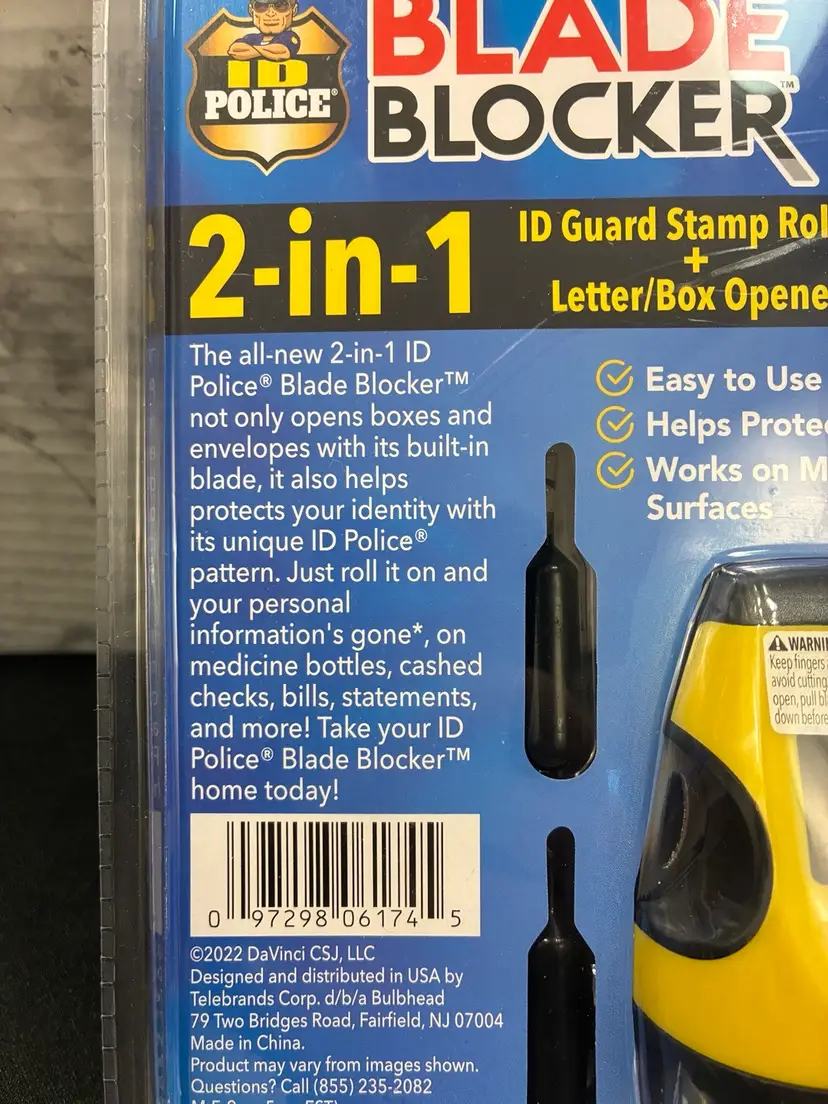 BLADE
ID
POLICE®
BLOCKER™
2-in-1
ID Guard Stamp Rol
+
Letter/Box Opene
The all-new 2-in-1 ID
Police® Blade Blocker™
not only opens boxes and
envelopes with its built-in
blade, it also helps
protects your identity with
its unique ID Police®
pattern. Just roll it on and
your personal
information's gone*, on
medicine bottles, cashed
checks, bills, statements,
and more! Take your ID
Police® Blade Blocker™
home today!
Easy to Use
Helps Prote
Works on M
Surfaces
WARNI
Keep fingers
avoid cutting.
open, pull bl
down before
0 97298 06174 5
©2022 DaVinci CSJ, LLC
Designed and distributed in USA by
Telebrands Corp. d/b/a Bulbhead
79 Two Bridges Road, Fairfield, NJ 07004
Made in China.
Product may vary from images shown.
Questions? Call (855) 235-2082